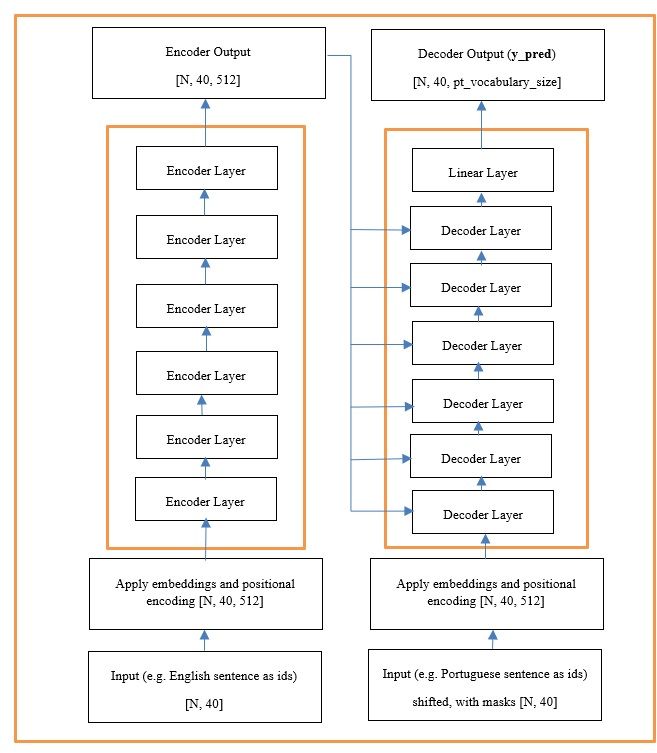 Encoder Output
[N, 40, 512]
Encoder Layer
Encoder Layer
Encoder Layer
Encoder Layer
Encoder Layer
Encoder Layer
Apply embeddings and positional
encoding [N, 40, 512]
Input (e.g. English sentence as ids)
[N, 40]
Decoder Output (y_pred)
[N, 40, pt_vocabulary_size]
Linear Layer
Decoder Layer
Decoder Layer
Decoder Layer
Decoder Layer
Decoder Layer
Decoder Layer
Apply embeddings and positional
encoding [N, 40, 512]
Input (e.g. Portuguese sentence as ids)
shifted, with masks [N, 40]